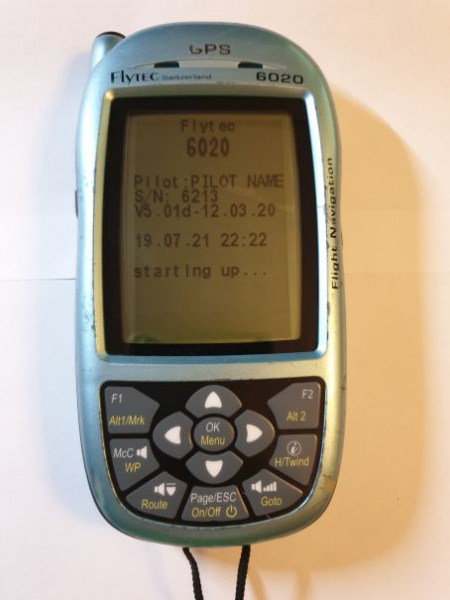 GPS
FLYTEC Switzerland 6020
Flytec
6020
Pilot:PILOT NAME
S/N: 6213
V5.01d-12.03.20
19.07.21 22:22
starting up...
Flight Navigation
F1
Alt1/Mrk
F2
Alt 2
OK
Menu
McC
WP
i
H/Twind
Route
Page/ESC
On/Off
Goto